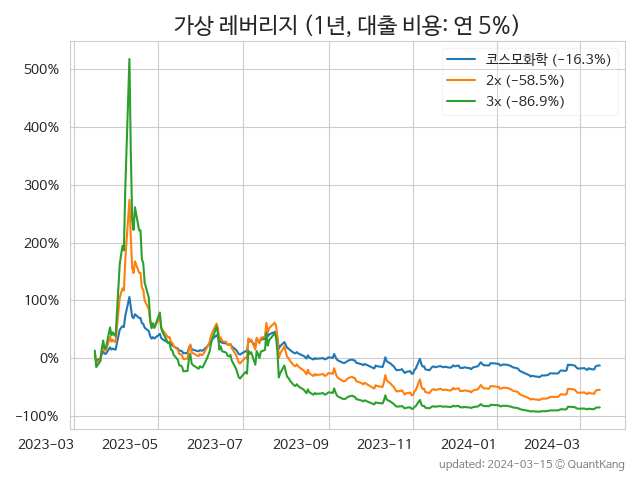 가상 레버리지 (1년, 대출 비용: 연 5%)
코스모화학 (−16.3%)
2x (−58.5%)
3x (−86.9%)
500%
400%
300%
200%
100%
0%
−100%
2023-03 2023-05 2023-07 2023-09 2023-11 2024-01 2024-03
updated: 2024-03-15 ⓒ QuantKang